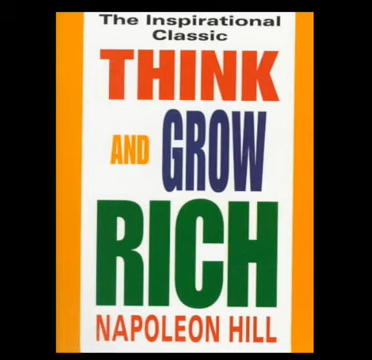 The Inspirational
Classic
THINK
AND GROW
RICH
NAPOLEON HILL